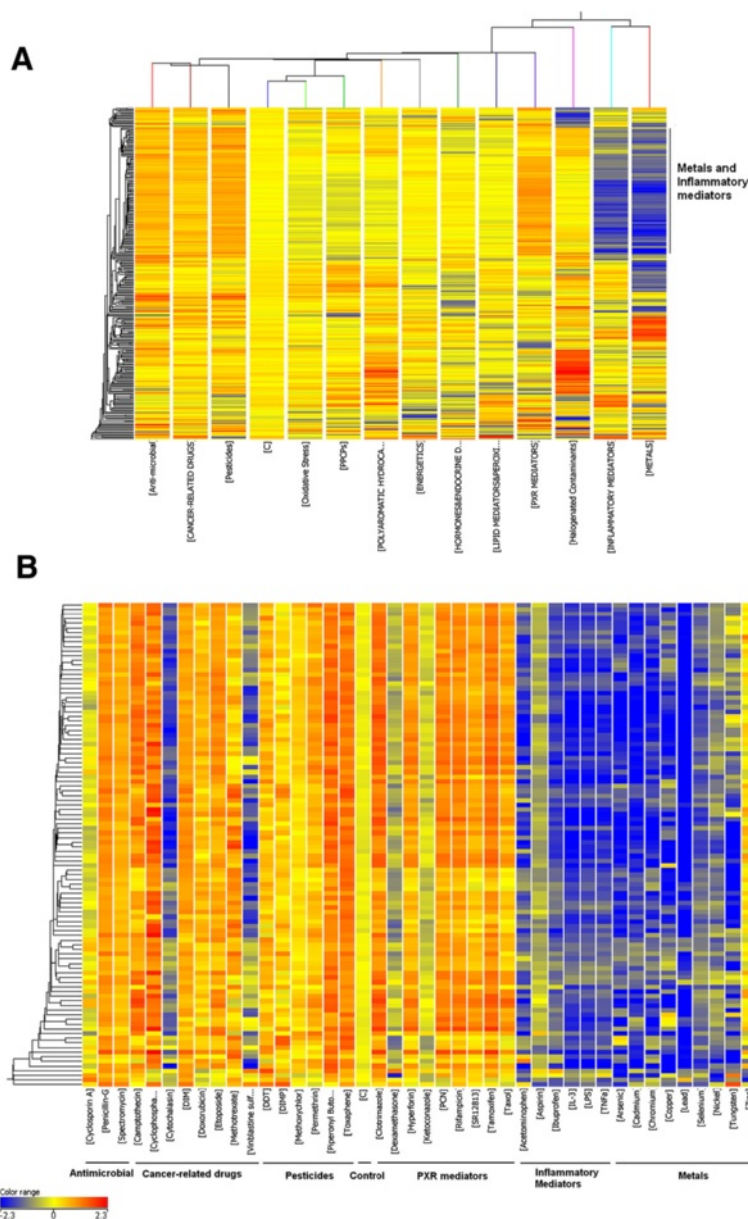 A
Metals and
Inflammatory
mediators
[Anti-microbial]
[CANCER-RELATED DRUGS]
[Pesticides]
[C]
[Oxidative Stress]
[PPCPs]
[POLYAROMATIC HYDROCA...
[ENERGETICS]
[HORMONES&ENDOCRINE D...
[LIPID MEDIATORS&PEROXI...
[PXR MEDIATORS]
[Halogenated Contaminants]
[INFLAMMATORY MEDIATORS]
[METALS]
B
[Cyclosporin A]
[Penicillin-G]
[Spectromycin]
[Camptothecin]
[Cyclophospha...
[Cytochalasin]
[DIM]
[Doxorubicin]
[Etoposide]
[Methotrexate]
[Vinblastine sulf...
[DDT]
[DIMP]
[Methoxychlor]
[Permethrin]
[Piperonyl Buto...
[Toxaphene]
[C]
[Clotrimazole]
[Dexamethasone]
[Hyperforin]
[Ketoconazole]
[PCN]
[Rifampicin]
[SR12813]
[Tamoxifen]
[Taxol]
[Acetominophen]
[Aspirin]
[Ibuprofen]
[IL-3]
[LPS]
[TNFa]
[Arsenic]
[Cadmium]
[Chromium]
[Copper]
[Lead]
[Selenium]
[Nickel]
[Tungsten]
Antimicrobial
Cancer-related drugs
Pesticides
Control
PXR mediators
Inflammatory
Mediators
Metals
Color range
-2.3
0
2.3